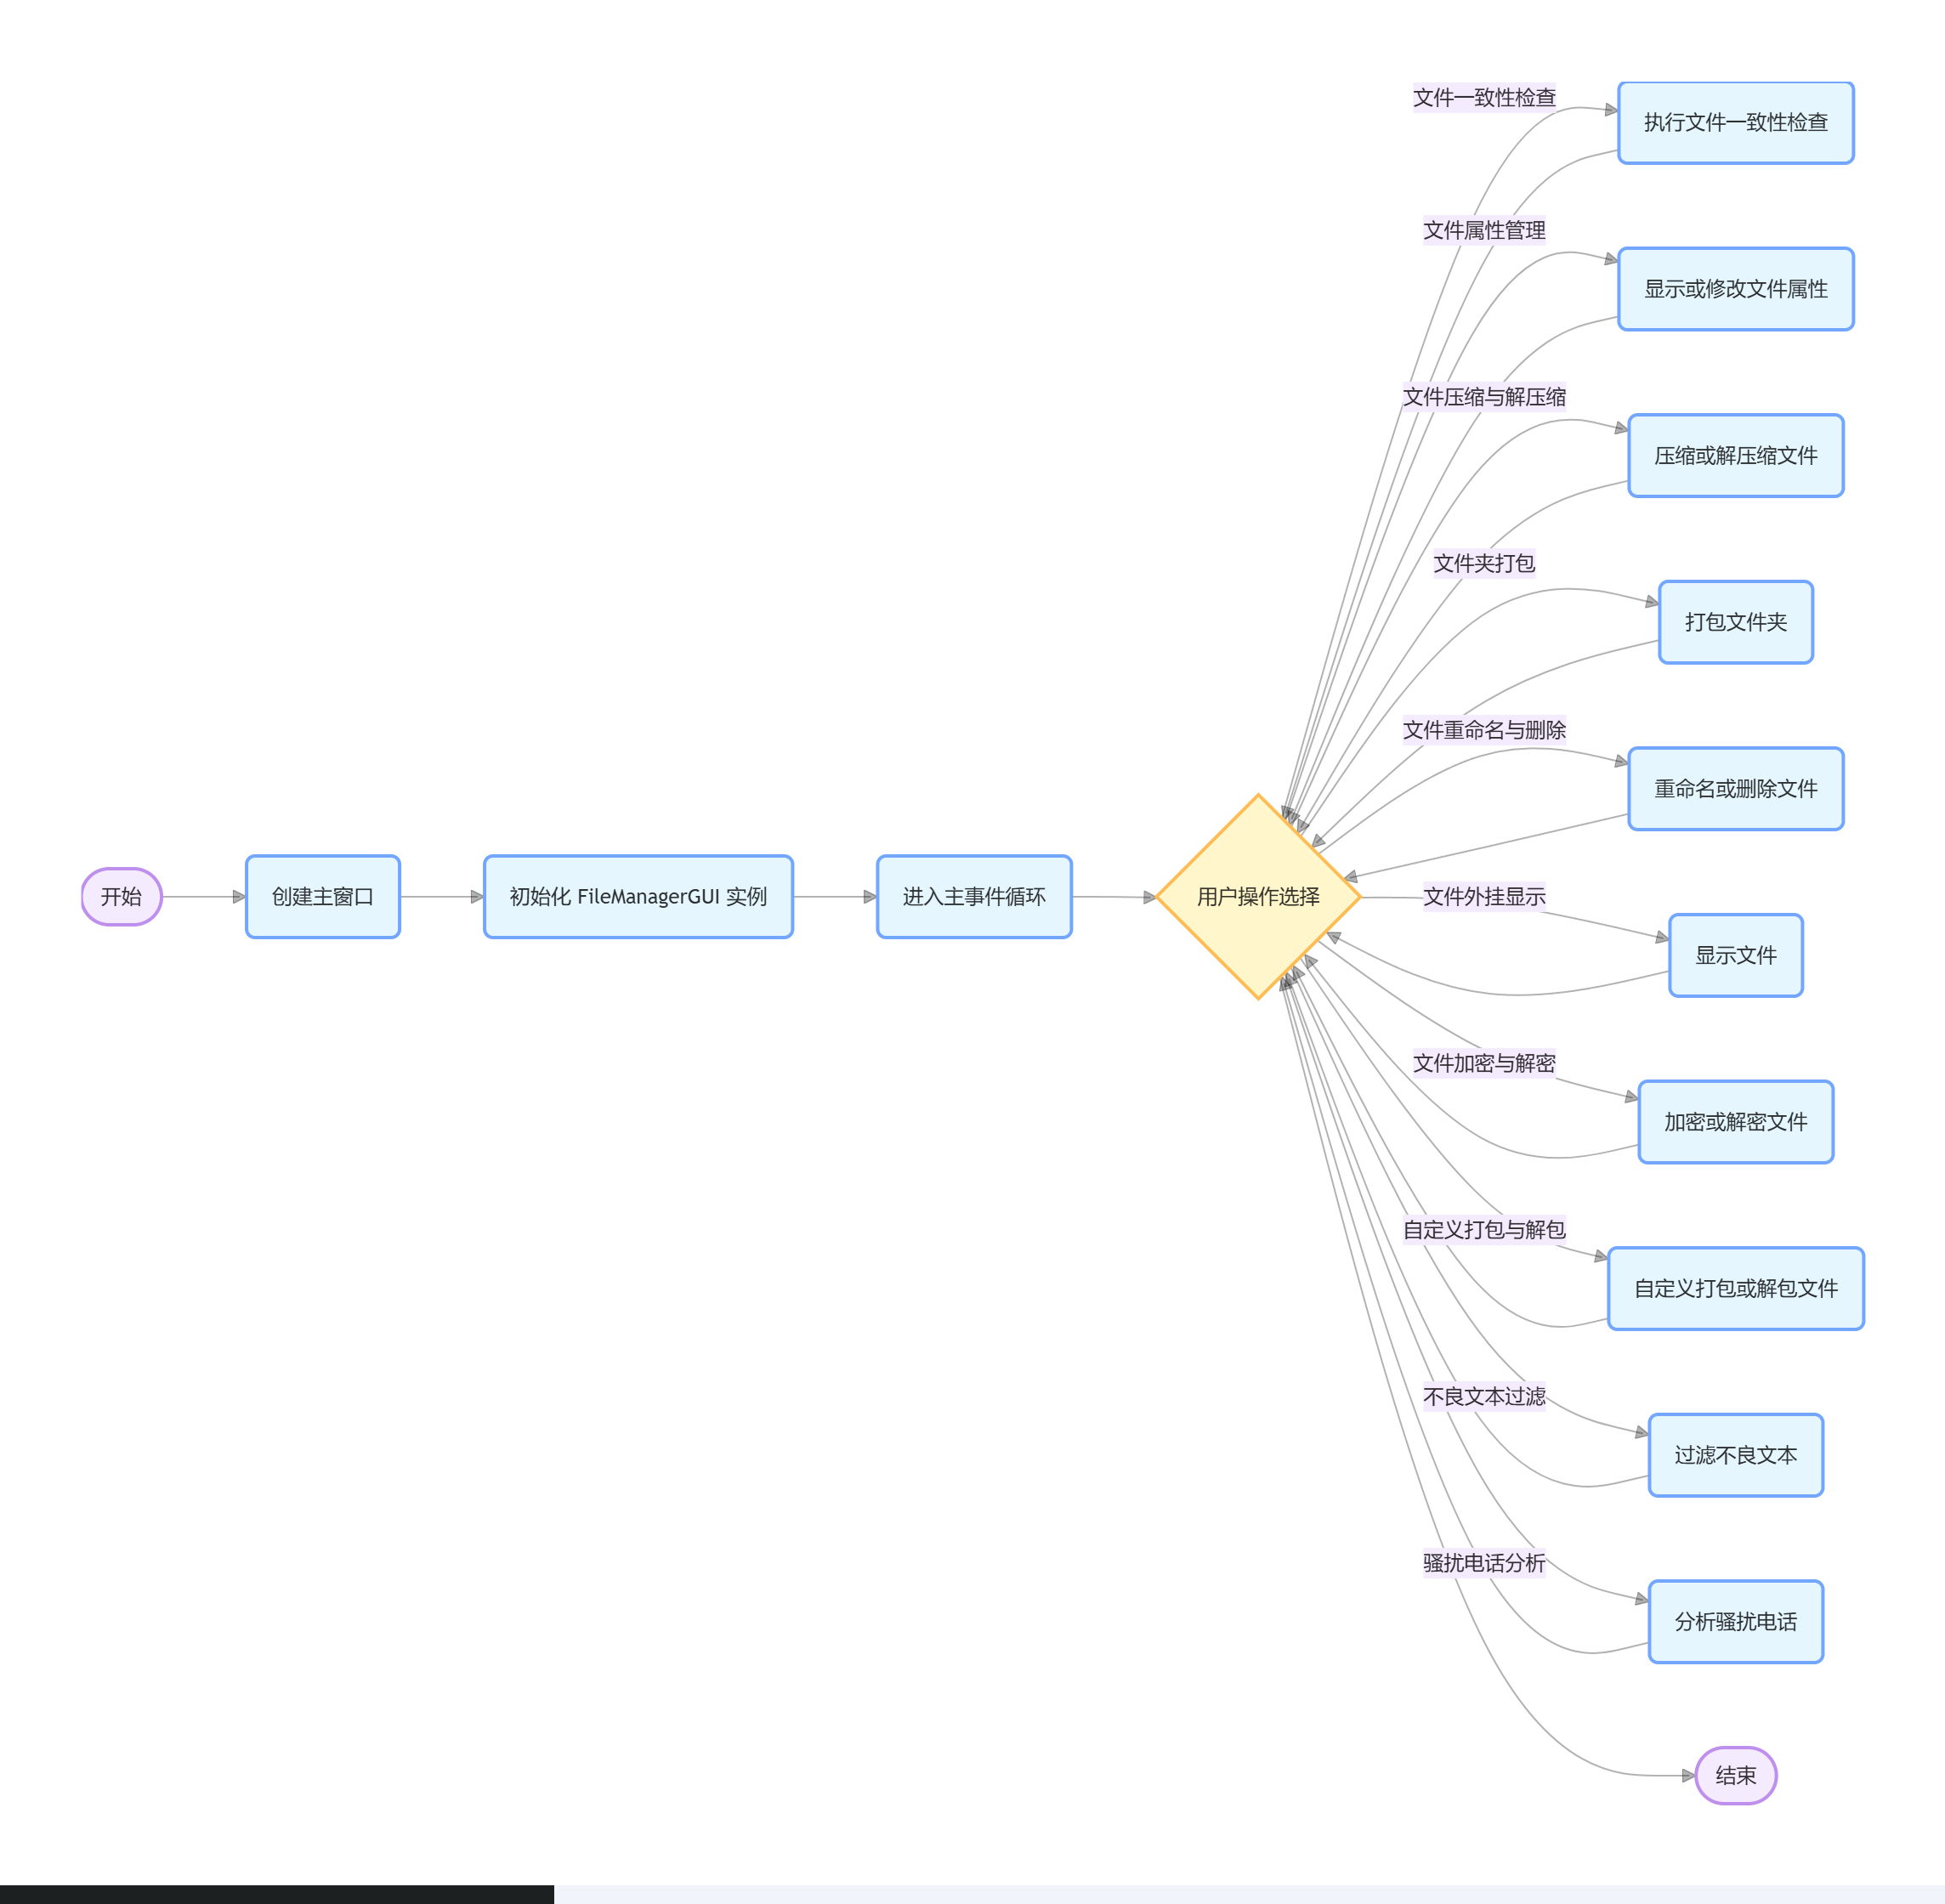 开始
创建主窗口
初始化 FileManagerGUI 实例
进入主事件循环
用户操作选择
文件一致性检查
执行文件一致性检查
文件属性管理
显示或修改文件属性
文件压缩与解压缩
压缩或解压缩文件
文件夹打包
打包文件夹
文件重命名与删除
重命名或删除文件
文件外挂显示
显示文件
文件加密与解密
加密或解密文件
自定义打包与解包
自定义打包或解包文件
不良文本过滤
过滤不良文本
骚扰电话分析
分析骚扰电话
结束